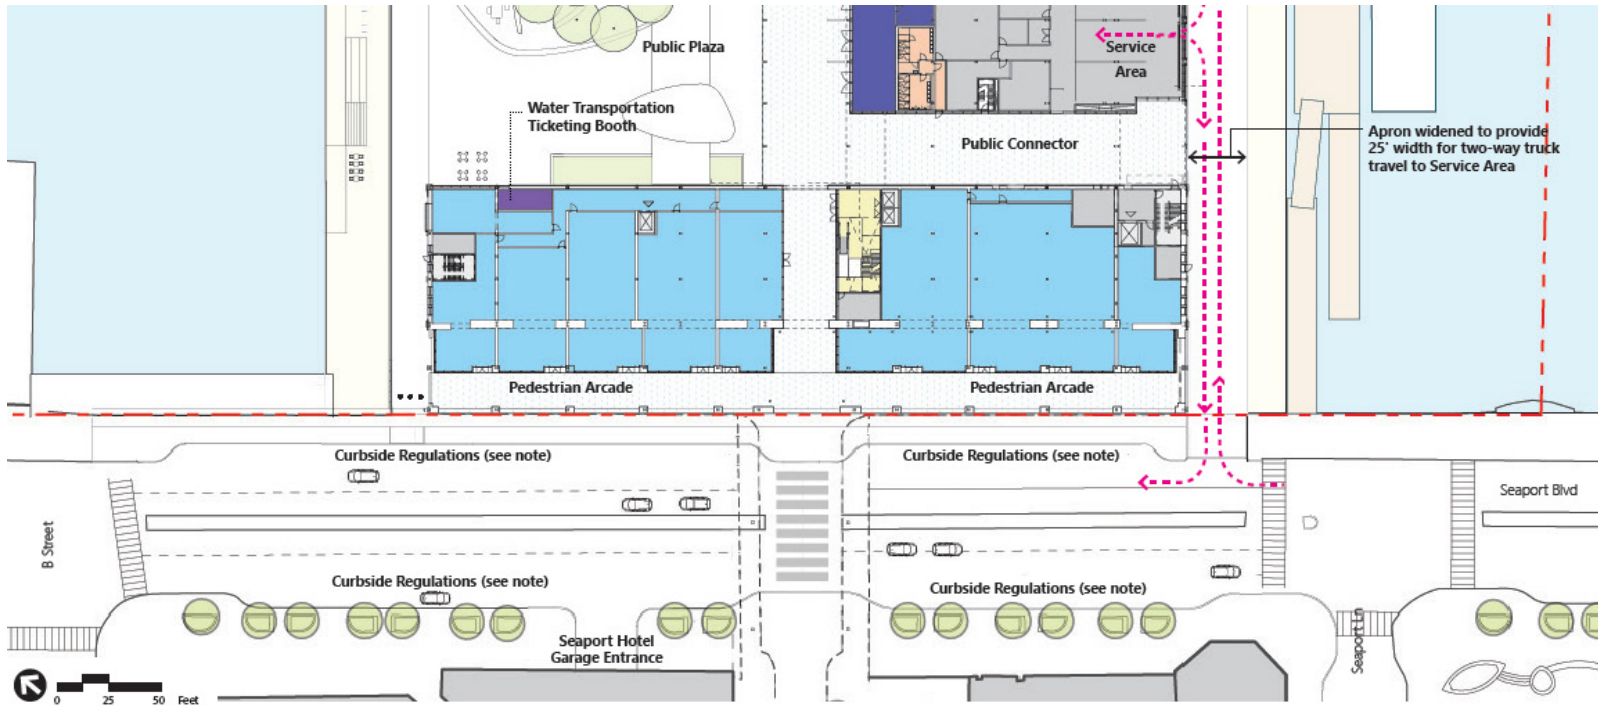 Public Plaza
Service
Area
Water Transportation
Ticketing Booth
Public Connector
Apron widened to provide
25' width for two-way truck
travel to Service Area
Pedestrian Arcade
Pedestrian Arcade
Curbside Regulations (see note)
Curbside Regulations (see note)
Seaport Blvd
B Street
Curbside Regulations (see note)
Curbside Regulations (see note)
Seaport Hotel
Garage Entrance
Seaport Ln
0 25 50 Feet